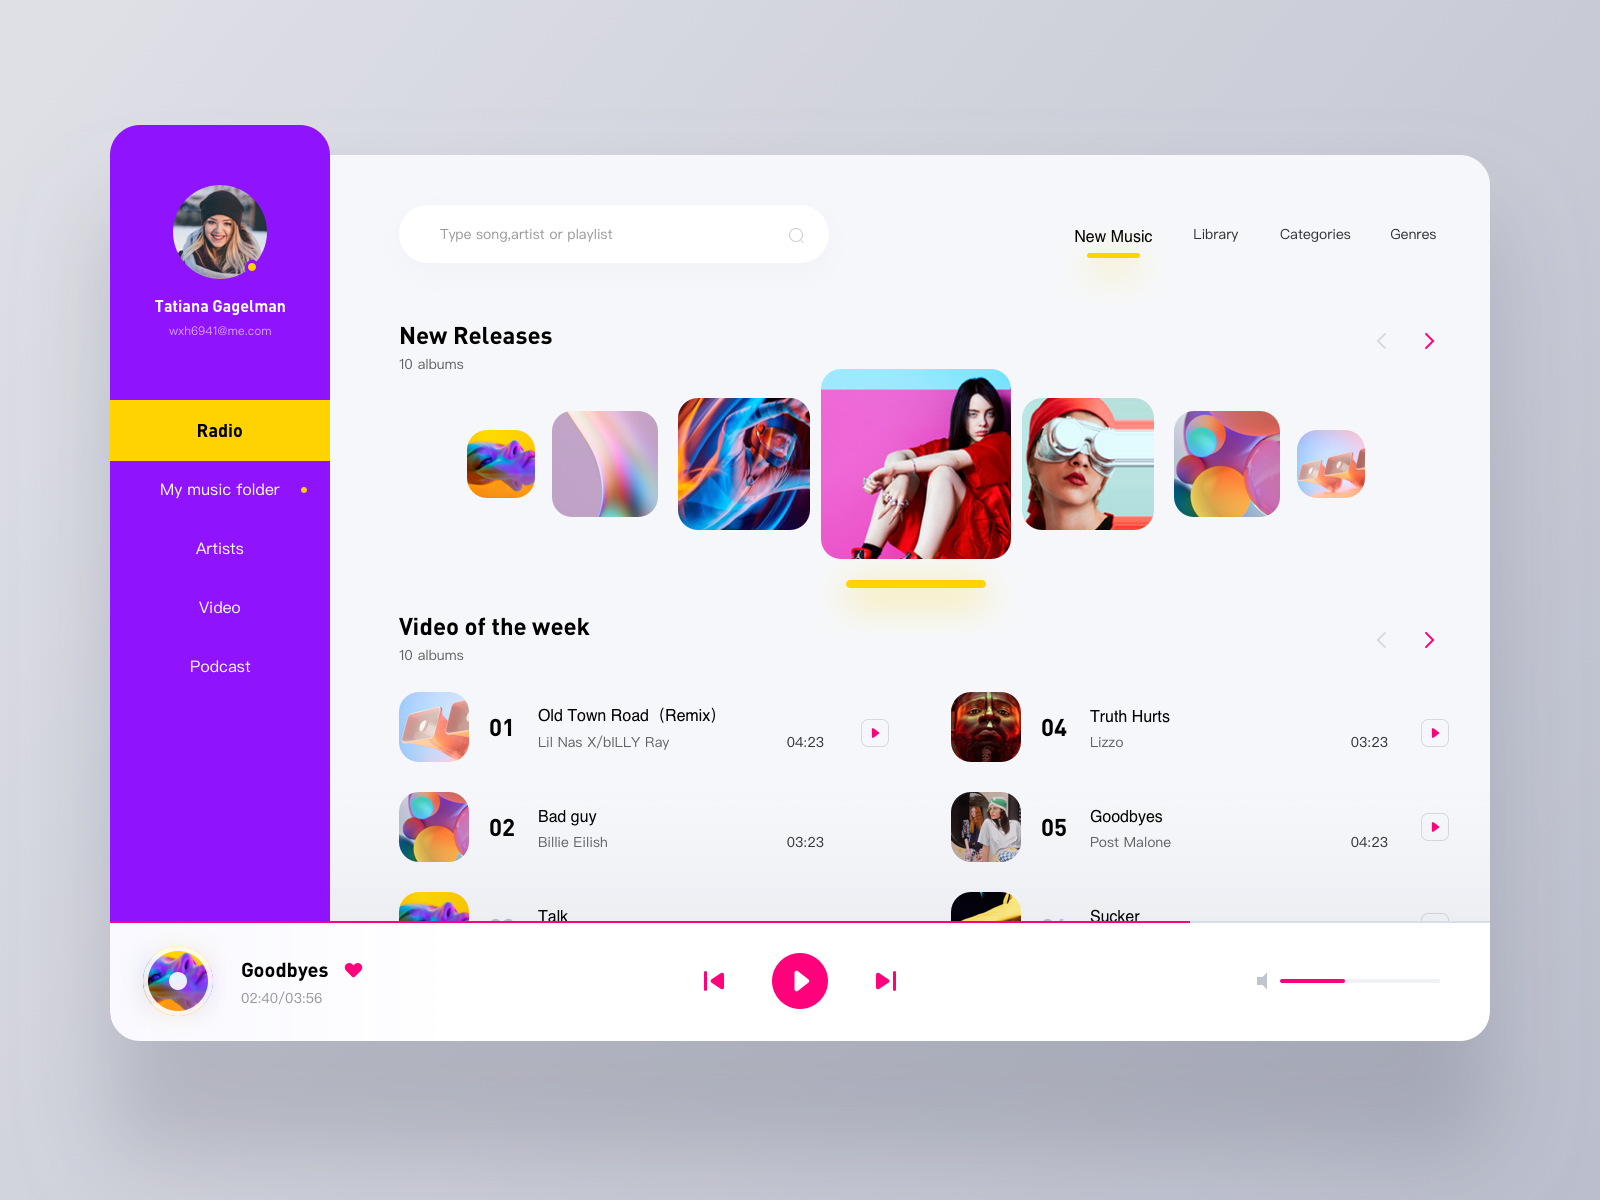 Tatiana Gagelman
wxh6941@me.com
Radio
My music folder
Artists
Video
Podcast
Type song,artist or playlist
New Music
Library
Categories
Genres
New Releases
10 albums
Video of the week
10 albums
01
Old Town Road（Remix）
Lil Nas X/bILLY Ray
04:23
04
Truth Hurts
Lizzo
03:23
02
Bad guy
Billie Eilish
03:23
05
Goodbyes
Post Malone
04:23
Talk
Sucker
Goodbyes
02:40/03:56